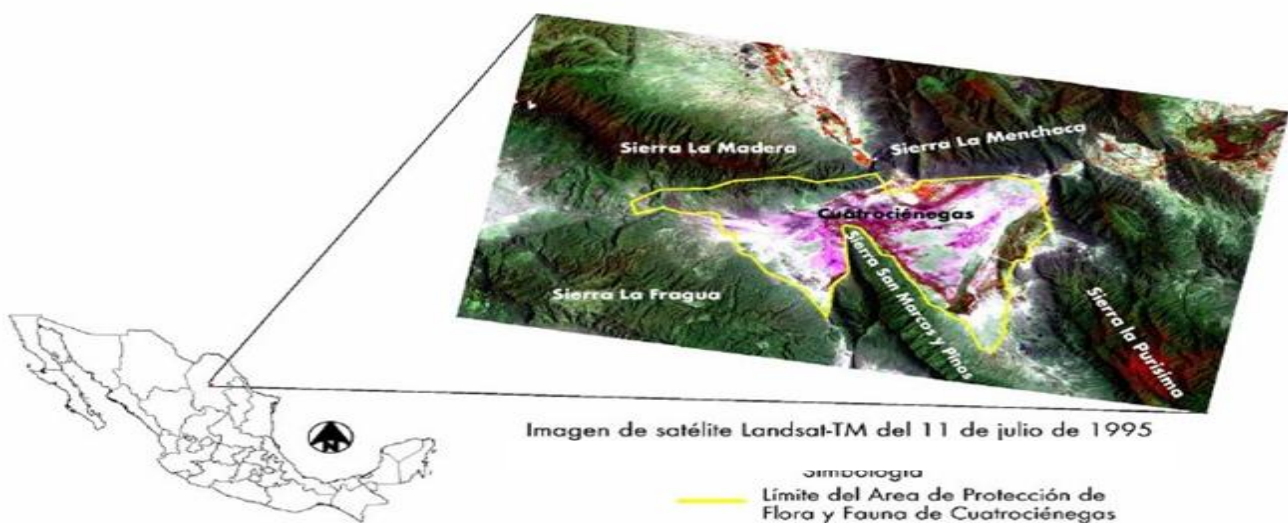 Sierra La Menchaca
Sierra La Madera
Cuatrociénegas
Sierra San Marcos y Pinos
Sierra La Fragua
Sierra la Purísima
N
Imagen de satélite Landsat-TM del 11 de julio de 1995
Simbología
Límite del Area de Protección de
Flora y Fauna de Cuatrociénegas